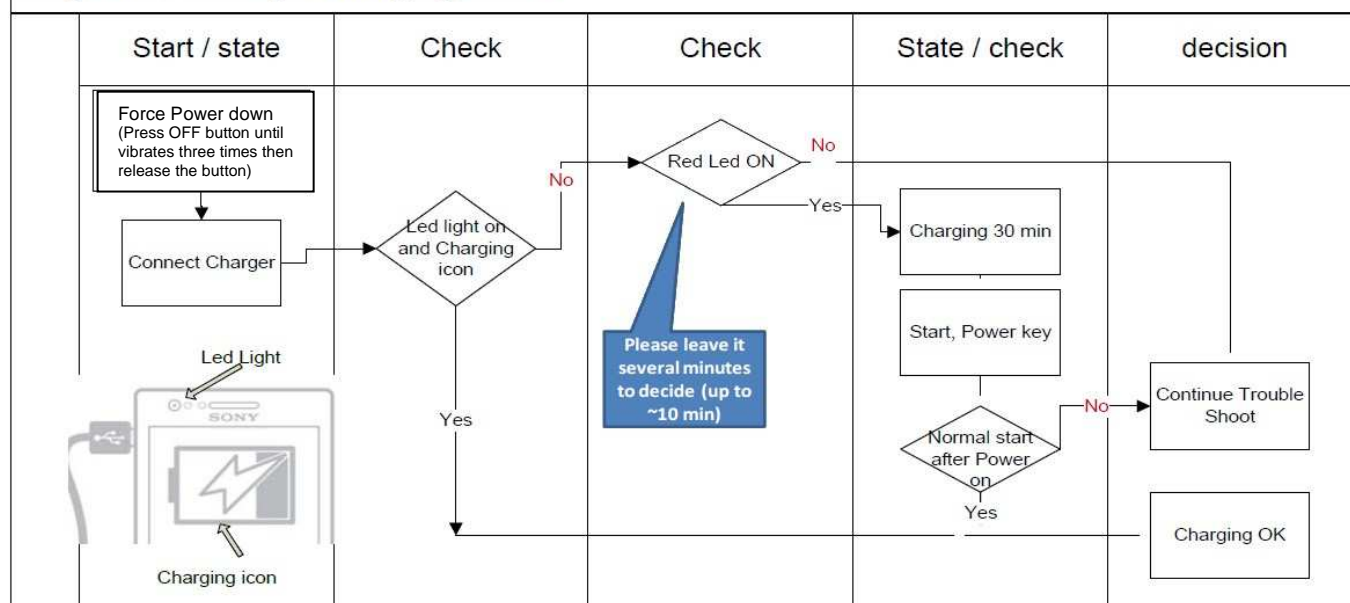 Start / state
Check
Check
State / check
decision
Force Power down
(Press OFF button until
vibrates three times then
release the button)
Connect Charger
Led Light
SONY
Charging icon
Led light on
and Charging
icon
No
Yes
Red Led ON
No
Yes
Please leave it
several minutes
to decide (up to
~10 min)
Charging 30 min
Start, Power key
Normal start
after Power
on
No
Yes
Continue Trouble
Shoot
Charging OK